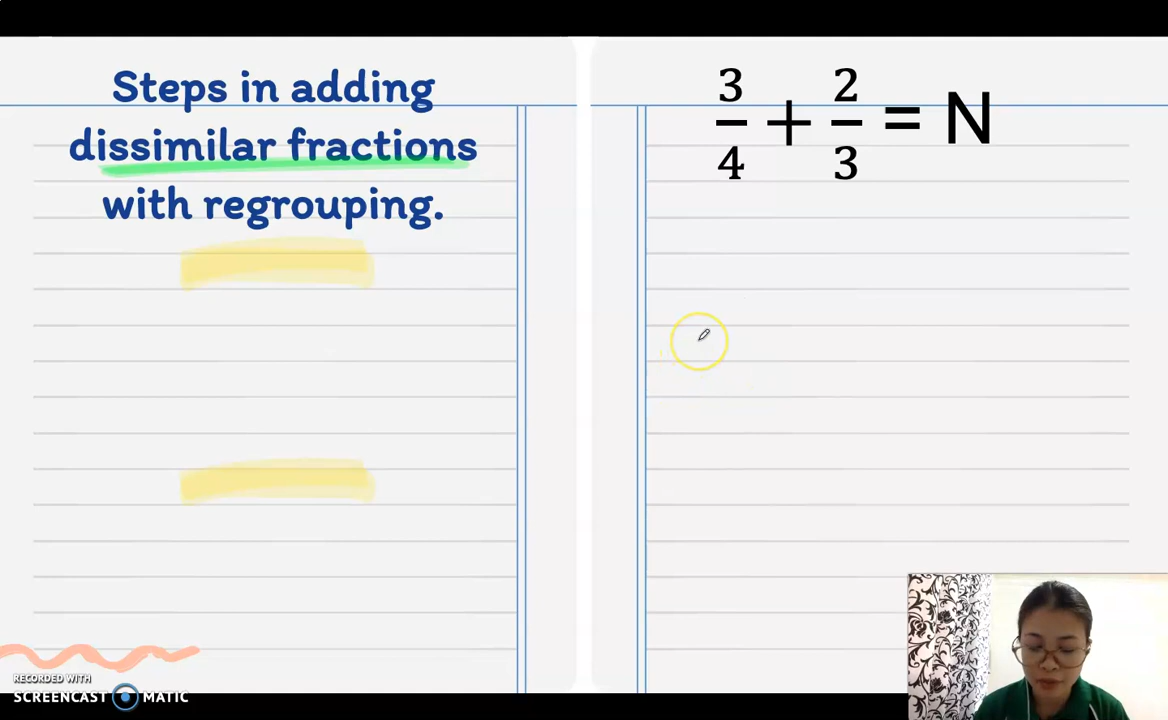 Steps in adding
dissimilar fractions
with regrouping.
3/4 + 2/3 = N
RECORDED WITH
SCREENCAST MATIC